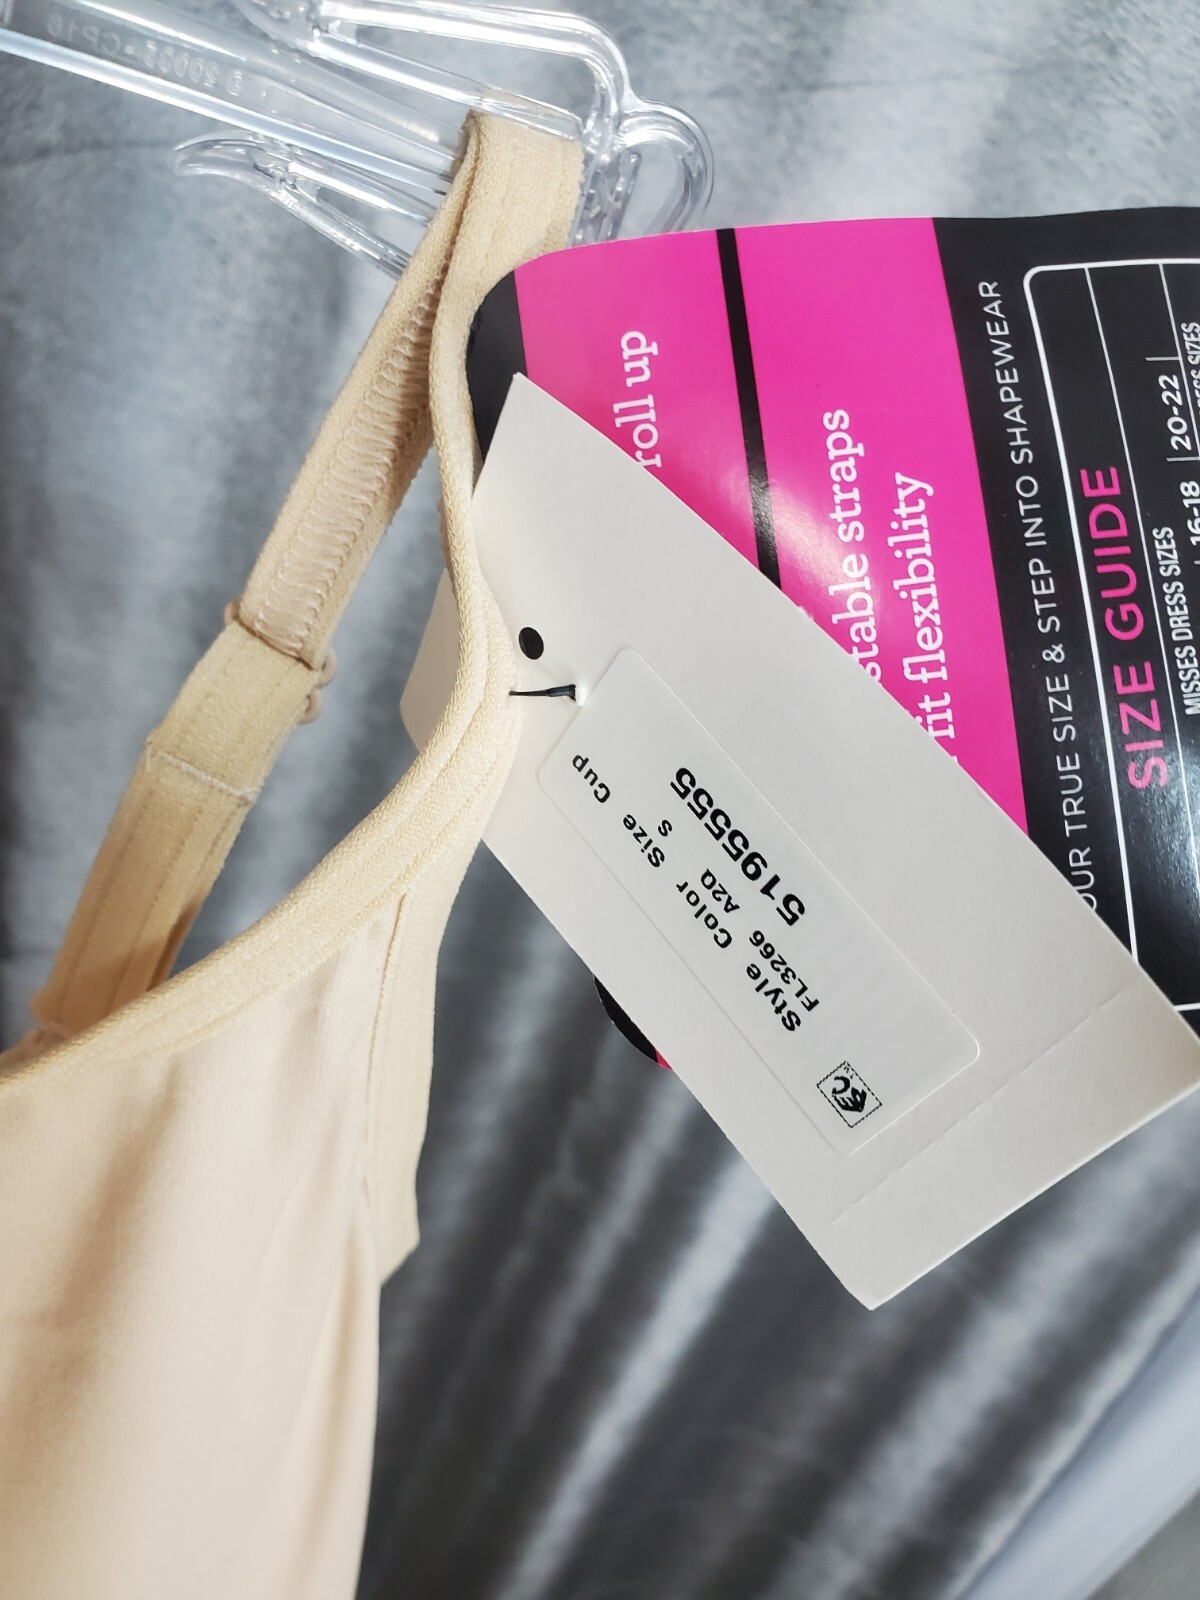 roll up
stable straps
fit flexibility
OUR TRUE SIZE & STEP INTO SHAPEWEAR
SIZE GUIDE
MISSES DRESS SIZES
16-18 20-22
SIZES
Style Color Size Cup
FL3266 A2Q S
5195555